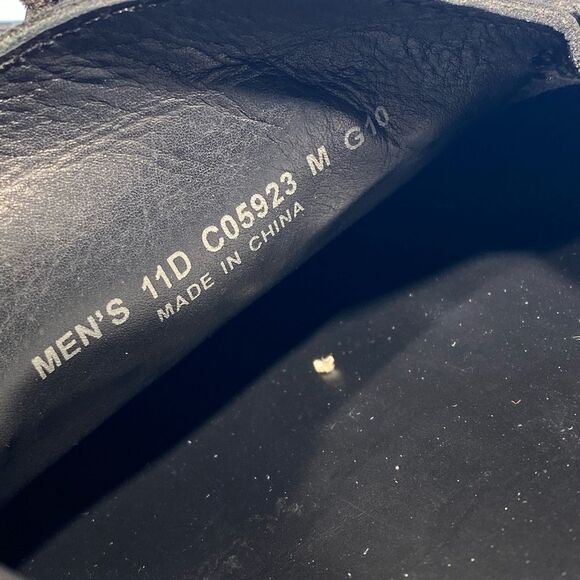 MEN'S 11D C05923 M G10
MADE IN CHINA